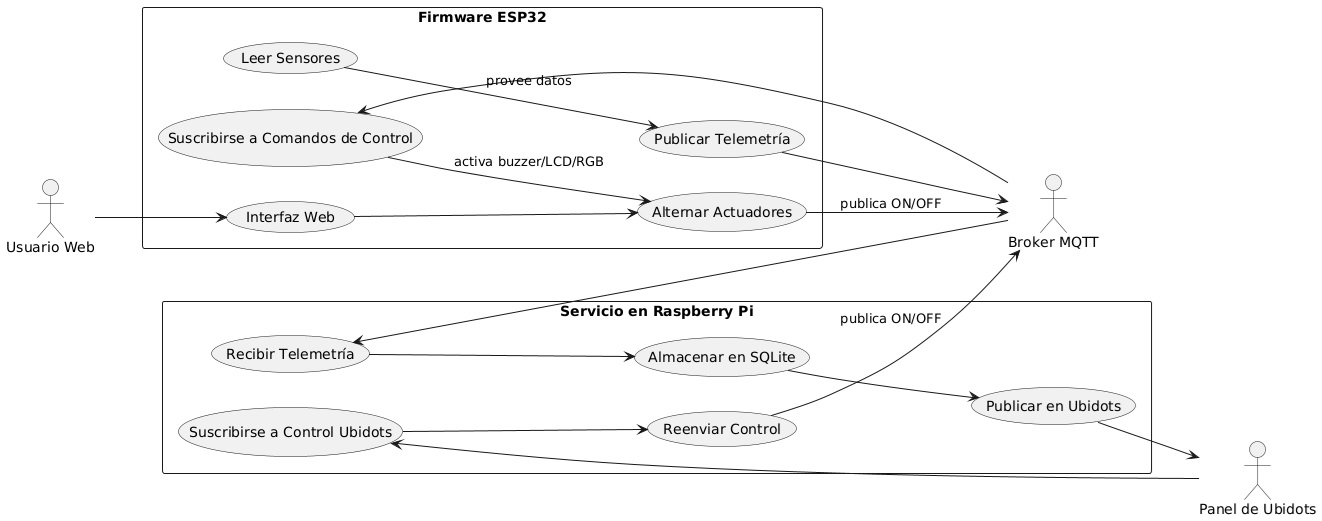 Firmware ESP32
Leer Sensores
provee datos
Suscribirse a Comandos de Control
Publicar Telemetría
activa buzzer/LCD/RGB
Interfaz Web
Alternar Actuadores
publica ON/OFF
Usuario Web
Broker MQTT
Servicio en Raspberry Pi
publica ON/OFF
Recibir Telemetría
Almacenar en SQLite
Publicar en Ubidots
Suscribirse a Control Ubidots
Reenviar Control
Panel de Ubidots